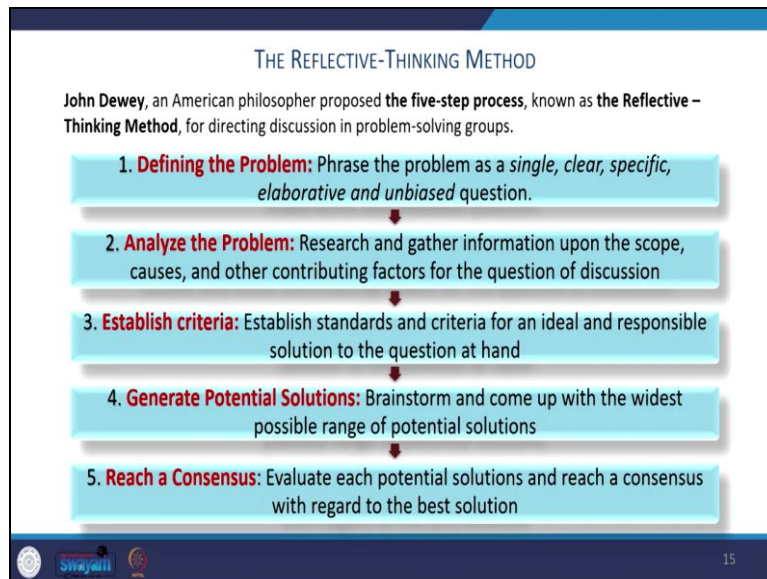 THE REFLECTIVE-THINKING METHOD
John Dewey, an American philosopher proposed the five-step process, known as the Reflective –
Thinking Method, for directing discussion in problem-solving groups.
1. Defining the Problem: Phrase the problem as a single, clear, specific,
elaborative and unbiased question.
2. Analyze the Problem: Research and gather information upon the scope,
causes, and other contributing factors for the question of discussion
3. Establish criteria: Establish standards and criteria for an ideal and responsible
solution to the question at hand
4. Generate Potential Solutions: Brainstorm and come up with the widest
possible range of potential solutions
5. Reach a Consensus: Evaluate each potential solutions and reach a consensus
with regard to the best solution
swayam
15